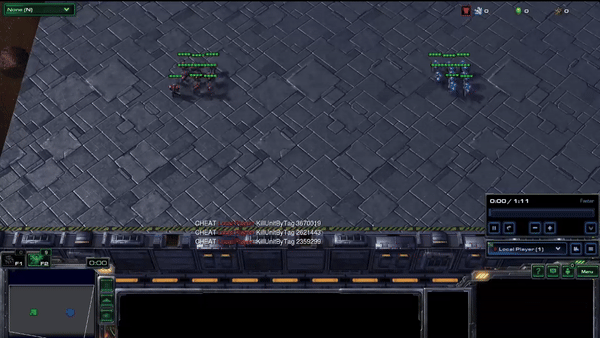 None (N)
0 0 0
0:00 / 1:11 Faster
CHEAT KillUnitByTag 3670019
CHEAT KillUnitByTag 2621443
CHEAT KillUnitByTag 2359299
Local Player (1)
F1 F2 0:00
? Menu